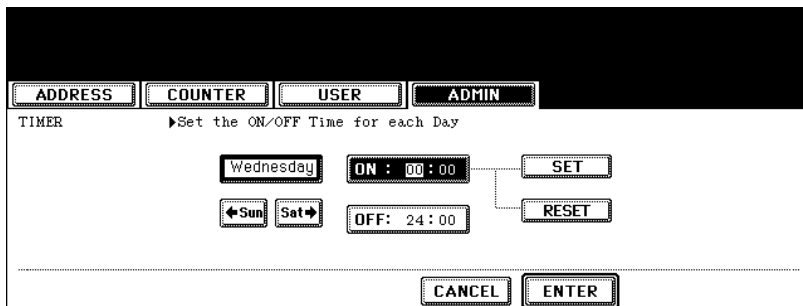 ADDRESS COUNTER USER ADMIN
TIMER ▶Set the ON/OFF Time for each Day
Wednesday ON : 00:00 SET
←Sun Sat→ OFF: 24:00 RESET
CANCEL ENTER